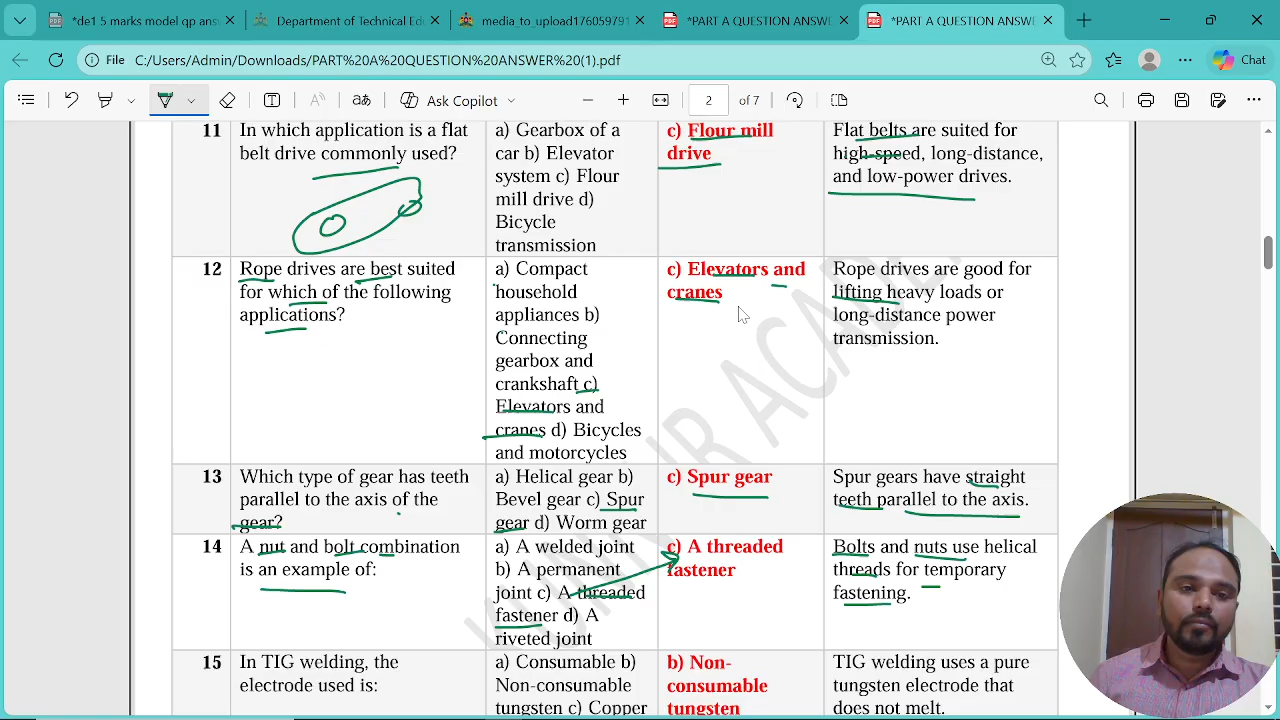 *de1 5 marks model qp ans
Department of Technical Edu
media_to_upload1760597919
*PART A QUESTION ANSWE
*PART A QUESTION ANSWE
File
C:/Users/Admin/Downloads/PART%20A%20QUESTION%20ANSWER%20(1).pdf
Copilot
Ask Copilot
2
of 7
11
In which application is a flat
belt drive commonly used?
a) Gearbox of a
car b) Elevator
system c) Flour
mill drive d)
Bicycle
transmission
c) Flour mill
drive
Flat belts are suited for
high-speed, long-distance,
and low-power drives.
12
Rope drives are best suited
for which of the following
applications?
a) Compact
household
appliances b)
Connecting
gearbox and
crankshaft c)
Elevators and
cranes d) Bicycles
and motorcycles
c) Elevators and
cranes
Rope drives are good for
lifting heavy loads or
long-distance power
transmission.
13
Which type of gear has teeth
parallel to the axis of the
gear?
a) Helical gear b)
Bevel gear c) Spur
gear d) Worm gear
c) Spur gear
Spur gears have straight
teeth parallel to the axis.
14
A nut and bolt combination
is an example of:
a) A welded joint
b) A permanent
joint c) A threaded
fastener d) A
riveted joint
c) A threaded
fastener
Bolts and nuts use helical
threads for temporary
fastening.
15
In TIG welding, the
electrode used is:
a) Consumable b)
Non-consumable
tungsten c) Copper
b) Non-
consumable
tungsten
TIG welding uses a pure
tungsten electrode that
does not melt.